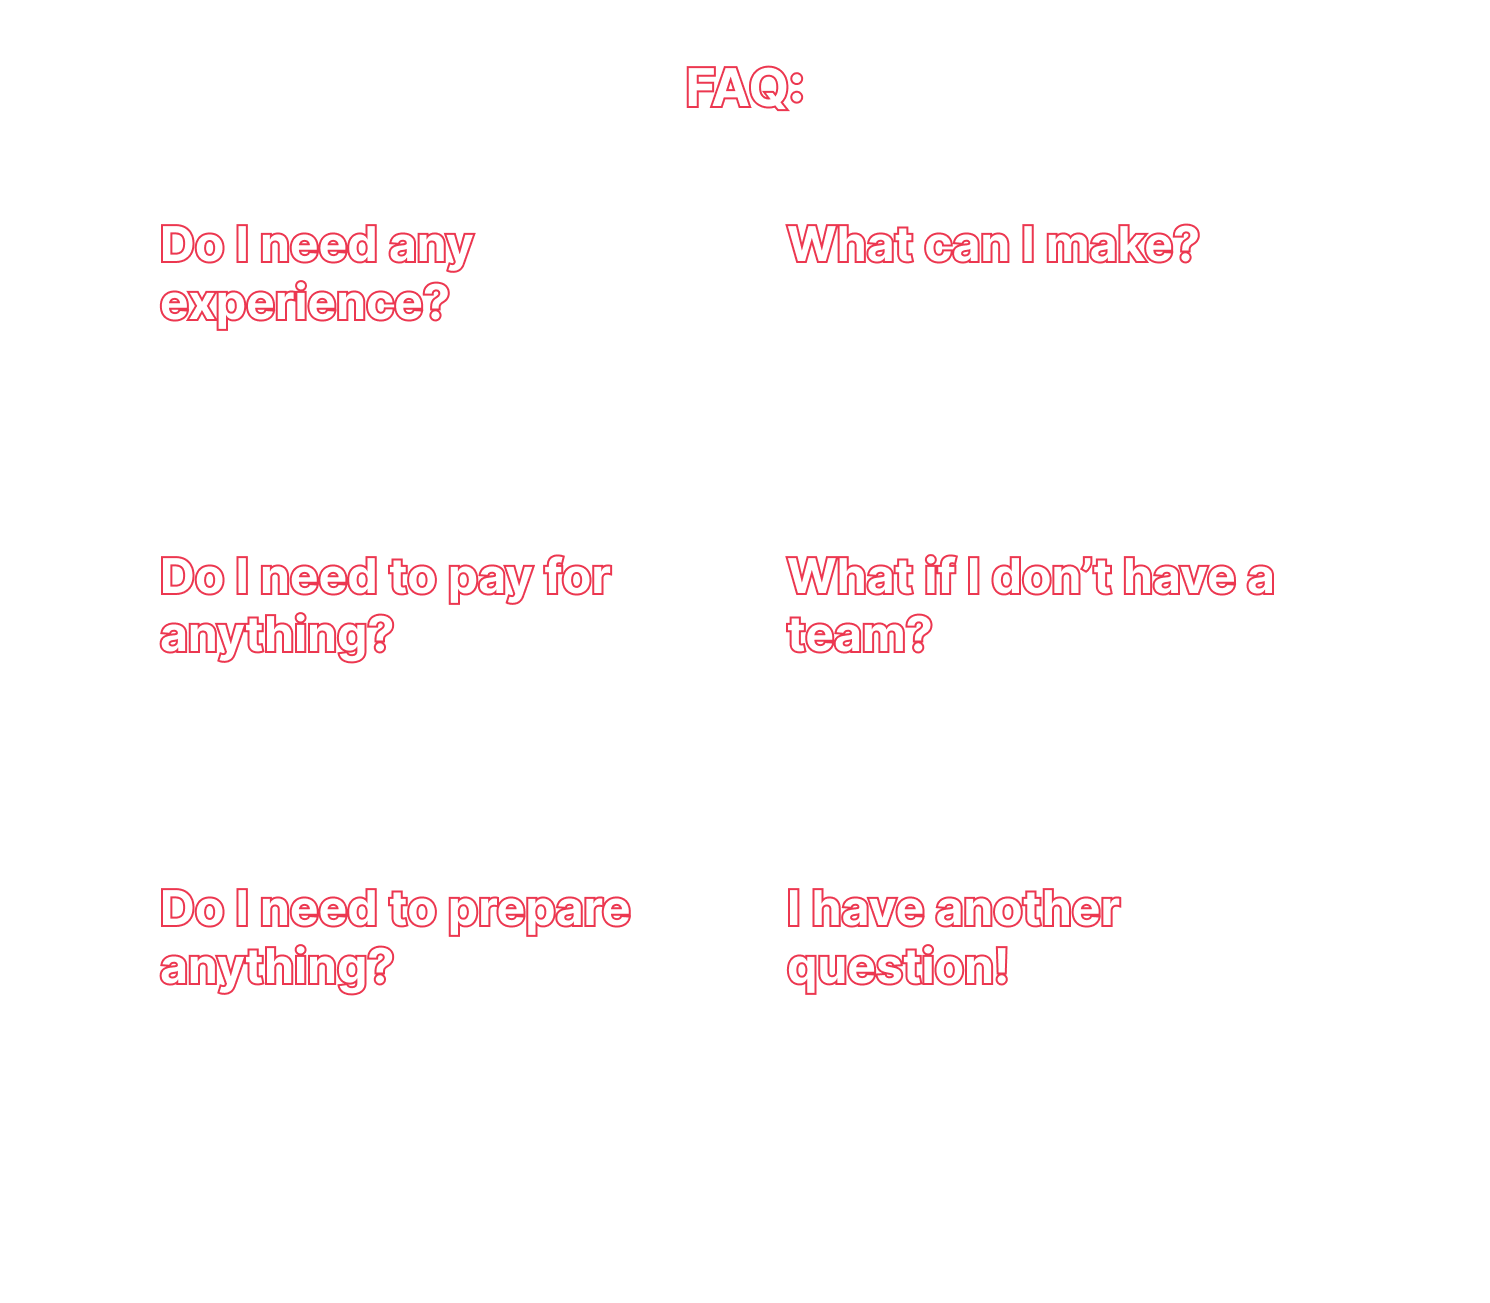 FAQ:
Do I need any
experience?
What can I make?
Do I need to pay for
anything?
What if I don’t have a
team?
Do I need to prepare
anything?
I have another
question!